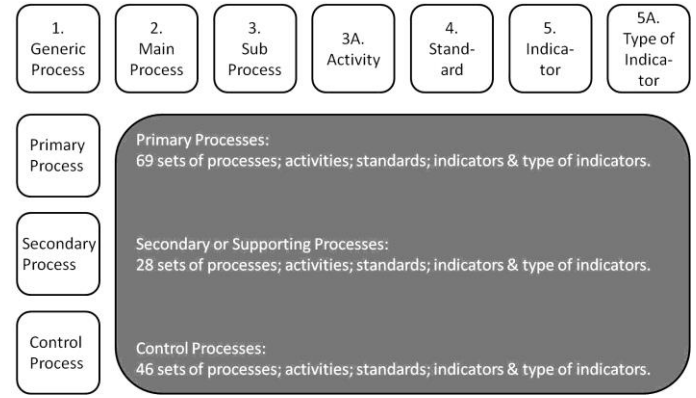 1.
Generic
Process
2.
Main
Process
3.
Sub
Process
3A.
Activity
4.
Stand-
ard
5.
Indica-
tor
5A.
Type of
Indica-
tor
Primary
Process
Primary Processes:
69 sets of processes; activities; standards; indicators & type of indicators.
Secondary
Process
Secondary or Supporting Processes:
28 sets of processes; activities; standards; indicators & type of indicators.
Control
Process
Control Processes:
46 sets of processes; activities; standards; indicators & type of indicators.